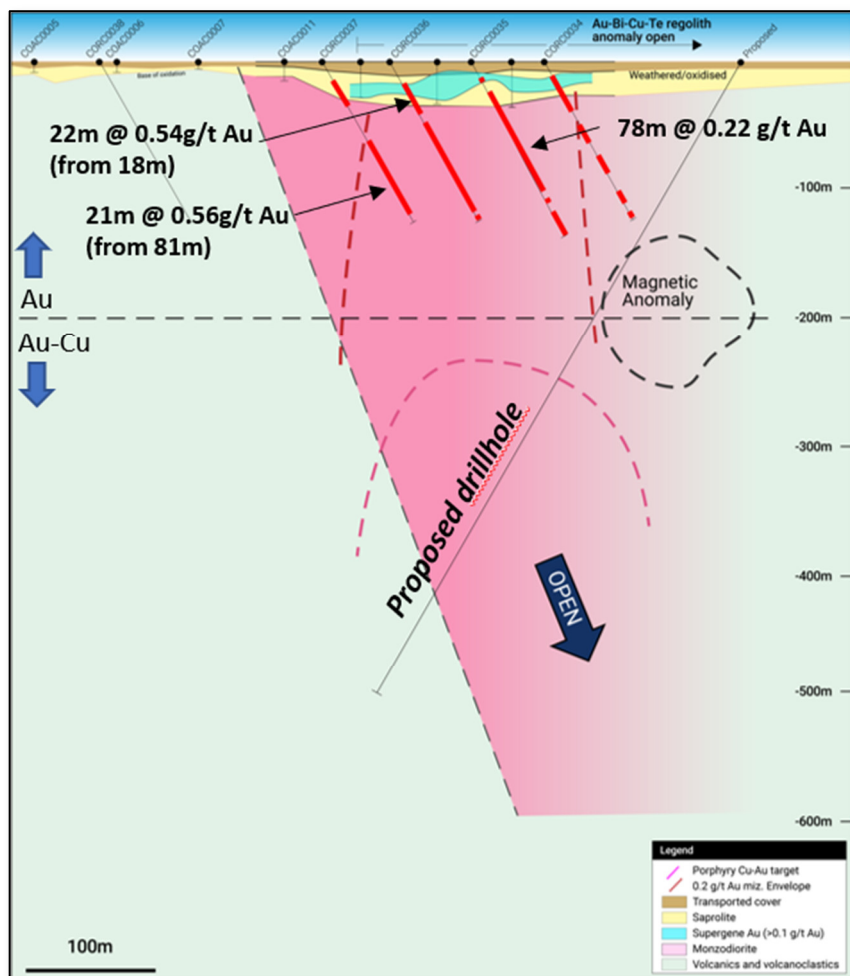 COAC0005
CORC0038
COAC0006
COAC0007
COAC0011
CORC0037
CORC0036
CORC0035
CORC0034
Proposed
Au-Bi-Cu-Te regolith
anomaly open
Base of oxidation
Weathered/oxidised
22m @ 0.54g/t Au
(from 18m)
78m @ 0.22 g/t Au
21m @ 0.56g/t Au
(from 81m)
-100m
Au
Magnetic
Anomaly
-200m
Au-Cu
-300m
Proposed drillhole
-400m
OPEN
-500m
-600m
Legend
Porphyry Cu-Au target
0.2 g/t Au miz. Envelope
Transported cover
Saprolite
Supergene Au (>0.1 g/t Au)
Monzodiorite
Volcanics and volcanoclastics
100m